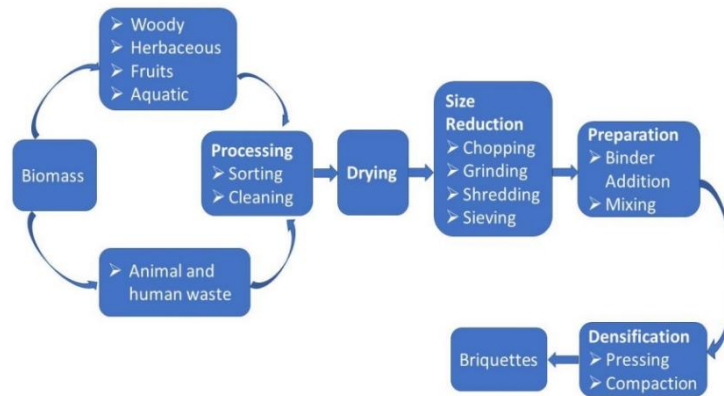 Biomass
➢ Woody
➢ Herbaceous
➢ Fruits
➢ Aquatic
➢ Animal and
human waste
Processing
➢ Sorting
➢ Cleaning
Drying
Size
Reduction
➢ Chopping
➢ Grinding
➢ Shredding
➢ Sieving
Preparation
➢ Binder
Addition
➢ Mixing
Densification
➢ Pressing
➢ Compaction
Briquettes